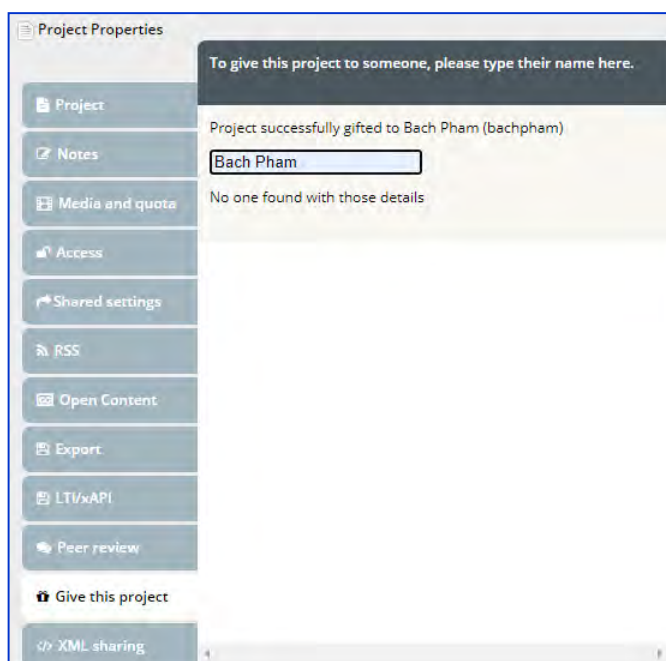 Project Properties
To give this project to someone, please type their name here.
Project
Notes
Media and quota
Access
Shared settings
RSS
Open Content
Export
LTI/xAPI
Peer review
Give this project
XML sharing
Project successfully gifted to Bach Pham (bachpham)
Bach Pham
No one found with those details